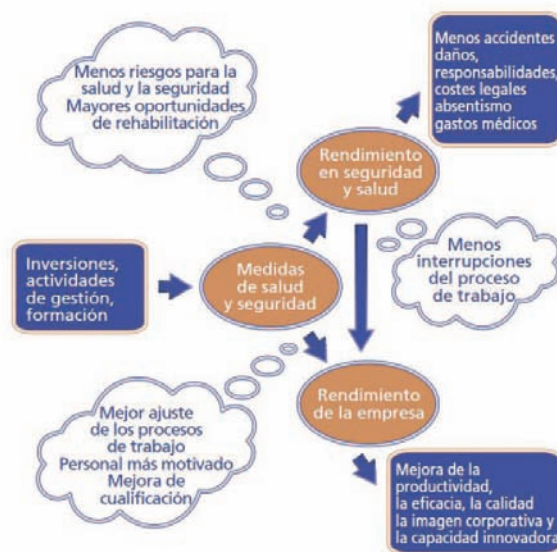 Menos riesgos para la
salud y la seguridad
Mayores oportunidades
de rehabilitación
Menos accidentes
daños,
responsabilidades,
costes legales
absentismo
gastos médicos
Rendimiento
en seguridad
y salud
Menos
interrupciones
del proceso
de trabajo
Inversiones,
actividades
de gestión,
formación
Medidas
de salud
y seguridad
Mejor ajuste
de los procesos
de trabajo
Personal más motivado
Mejora de
cualificación
Rendimiento
de la empresa
Mejora de la
productividad,
la eficacia, la calidad
la imagen corporativa y
la capacidad innovadora